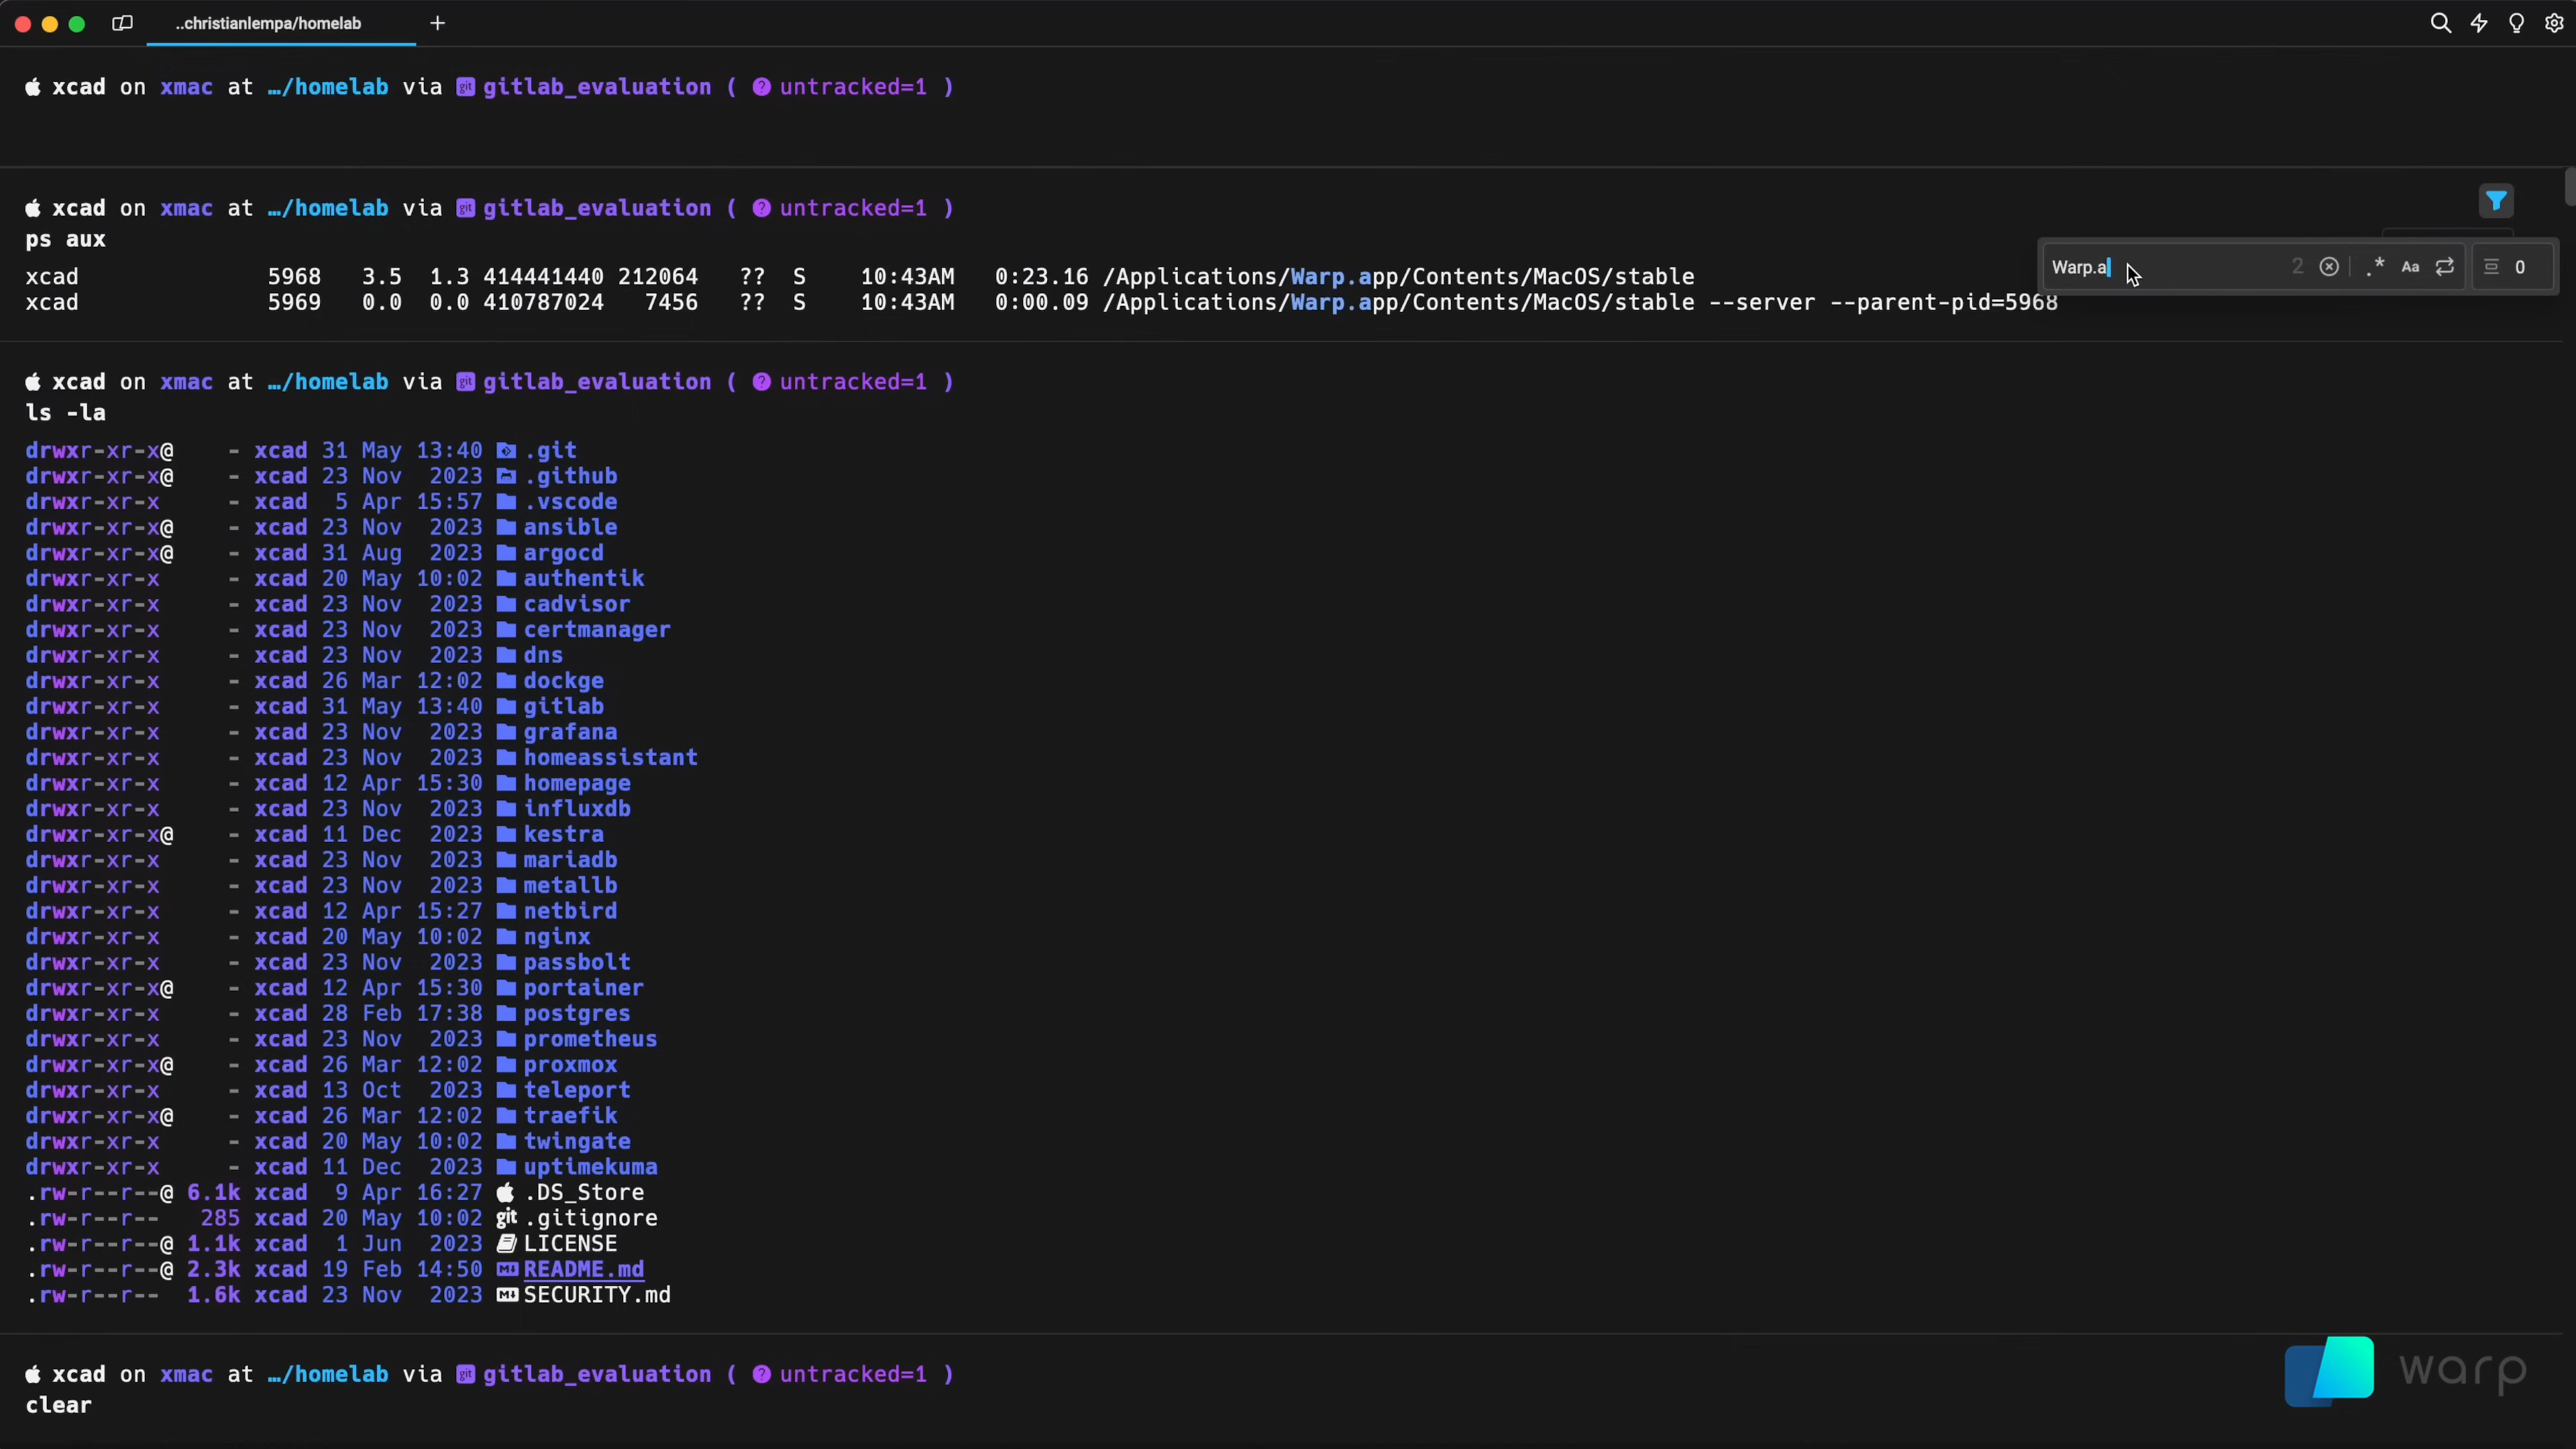 ..christianlempa/homelab
xcad on xmac at …/homelab via git gitlab_evaluation ( ? untracked=1 )
xcad on xmac at …/homelab via git gitlab_evaluation ( ? untracked=1 )
ps aux
xcad 5968 3.5 1.3 414441440 212064 ?? S 10:43AM 0:23.16 /Applications/Warp.app/Contents/MacOS/stable
xcad 5969 0.0 0.0 410787024 7456 ?? S 10:43AM 0:00.09 /Applications/Warp.app/Contents/MacOS/stable --server --parent-pid=5968
Warp.a 2 .* Aa 0
xcad on xmac at …/homelab via git gitlab_evaluation ( ? untracked=1 )
ls -la
drwxr-xr-x@ - xcad 31 May 13:40 .git
drwxr-xr-x@ - xcad 23 Nov 2023 .github
drwxr-xr-x - xcad 5 Apr 15:57 .vscode
drwxr-xr-x@ - xcad 23 Nov 2023 ansible
drwxr-xr-x@ - xcad 31 Aug 2023 argocd
drwxr-xr-x - xcad 20 May 10:02 authentik
drwxr-xr-x - xcad 23 Nov 2023 cadvisor
drwxr-xr-x - xcad 23 Nov 2023 certmanager
drwxr-xr-x - xcad 23 Nov 2023 dns
drwxr-xr-x - xcad 26 Mar 12:02 dockge
drwxr-xr-x - xcad 31 May 13:40 gitlab
drwxr-xr-x - xcad 23 Nov 2023 grafana
drwxr-xr-x - xcad 23 Nov 2023 homeassistant
drwxr-xr-x - xcad 12 Apr 15:30 homepage
drwxr-xr-x - xcad 23 Nov 2023 influxdb
drwxr-xr-x@ - xcad 11 Dec 2023 kestra
drwxr-xr-x - xcad 23 Nov 2023 mariadb
drwxr-xr-x - xcad 23 Nov 2023 metallb
drwxr-xr-x - xcad 12 Apr 15:27 netbird
drwxr-xr-x - xcad 20 May 10:02 nginx
drwxr-xr-x - xcad 23 Nov 2023 passbolt
drwxr-xr-x@ - xcad 12 Apr 15:30 portainer
drwxr-xr-x - xcad 28 Feb 17:38 postgres
drwxr-xr-x - xcad 23 Nov 2023 prometheus
drwxr-xr-x@ - xcad 26 Mar 12:02 proxmox
drwxr-xr-x - xcad 13 Oct 2023 teleport
drwxr-xr-x@ - xcad 26 Mar 12:02 traefik
drwxr-xr-x - xcad 20 May 10:02 twingate
drwxr-xr-x - xcad 11 Dec 2023 uptimekuma
.rw-r--r--@ 6.1k xcad 9 Apr 16:27 .DS_Store
.rw-r--r-- 285 xcad 20 May 10:02 git .gitignore
.rw-r--r--@ 1.1k xcad 1 Jun 2023 LICENSE
.rw-r--r--@ 2.3k xcad 19 Feb 14:50 README.md
.rw-r--r-- 1.6k xcad 23 Nov 2023 SECURITY.md
xcad on xmac at …/homelab via git gitlab_evaluation ( ? untracked=1 )
clear
warp